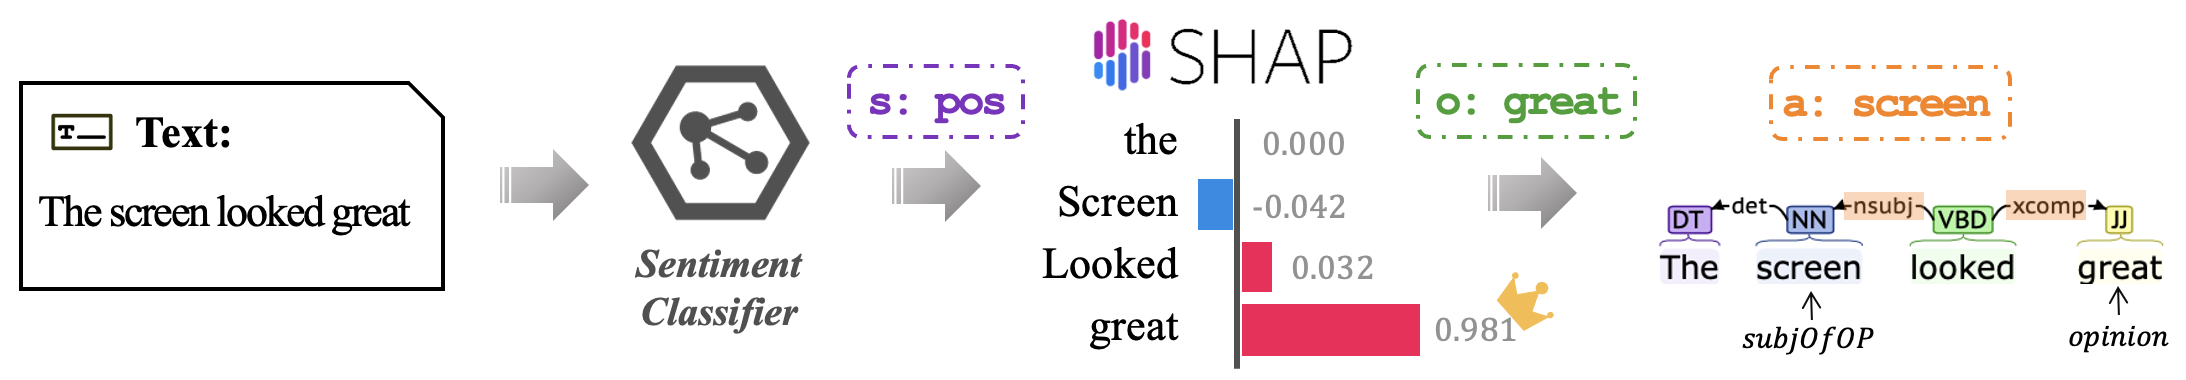 T
Text:
The screen looked great
Sentiment
Classifier
s: pos
SHAP
the 0.000
Screen -0.042
Looked 0.032
great 0.981
o: great
a: screen
DT det NN nsubj VBD xcomp JJ
The screen looked great
subjOfOP opinion